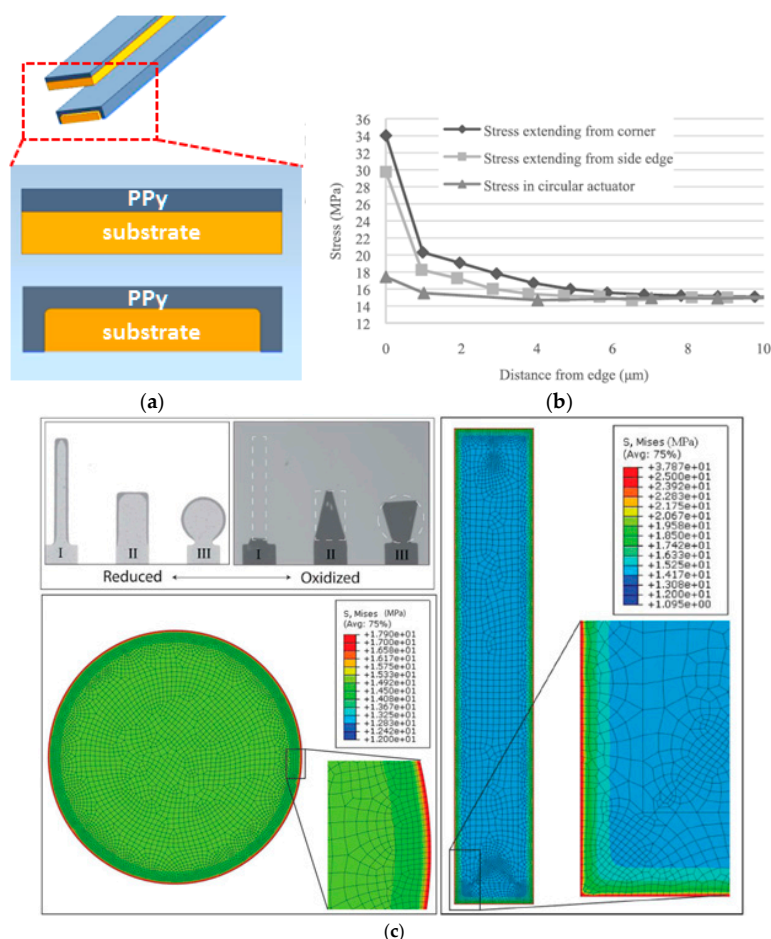 PPy
substrate
PPy
substrate
(a)
36
34
32
30
28
26
24
22
20
18
16
14
12
Stress (MPa)
Stress extending from corner
Stress extending from side edge
Stress in circular actuator
0 2 4 6 8 10
Distance from edge (μm)
(b)
I II III I II III
Reduced Oxidized
S, Mises (MPa)
(Avg: 75%)
+1.790e+01
+1.700e+01
+1.658e+01
+1.617e+01
+1.575e+01
+1.533e+01
+1.492e+01
+1.450e+01
+1.408e+01
+1.367e+01
+1.325e+01
+1.283e+01
+1.242e+01
+1.200e+01
S, Mises (MPa)
(Avg: 75%)
+3.787e+01
+2.500e+01
+2.392e+01
+2.283e+01
+2.175e+01
+2.067e+01
+1.958e+01
+1.850e+01
+1.742e+01
+1.633e+01
+1.525e+01
+1.417e+01
+1.308e+01
+1.200e+01
+1.095e+00
(c)